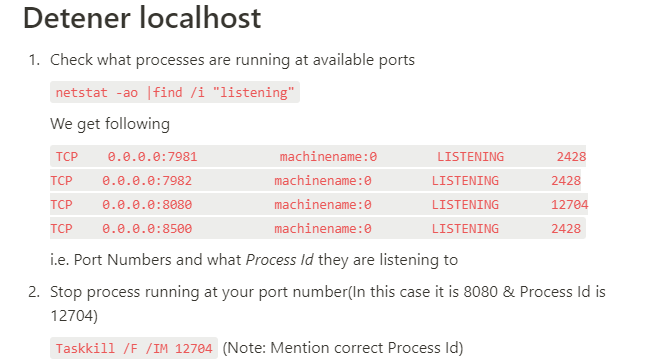 Detener localhost
1. Check what processes are running at available ports
netstat -ao |find /i "listening"
We get following
TCP    0.0.0.0:7981           machinename:0        LISTENING       2428
TCP    0.0.0.0:7982           machinename:0        LISTENING       2428
TCP    0.0.0.0:8080           machinename:0        LISTENING       12704
TCP    0.0.0.0:8500           machinename:0        LISTENING       2428
i.e. Port Numbers and what Process Id they are listening to
2. Stop process running at your port number(In this case it is 8080 & Process Id is
12704)
Taskkill /F /IM 12704 (Note: Mention correct Process Id)